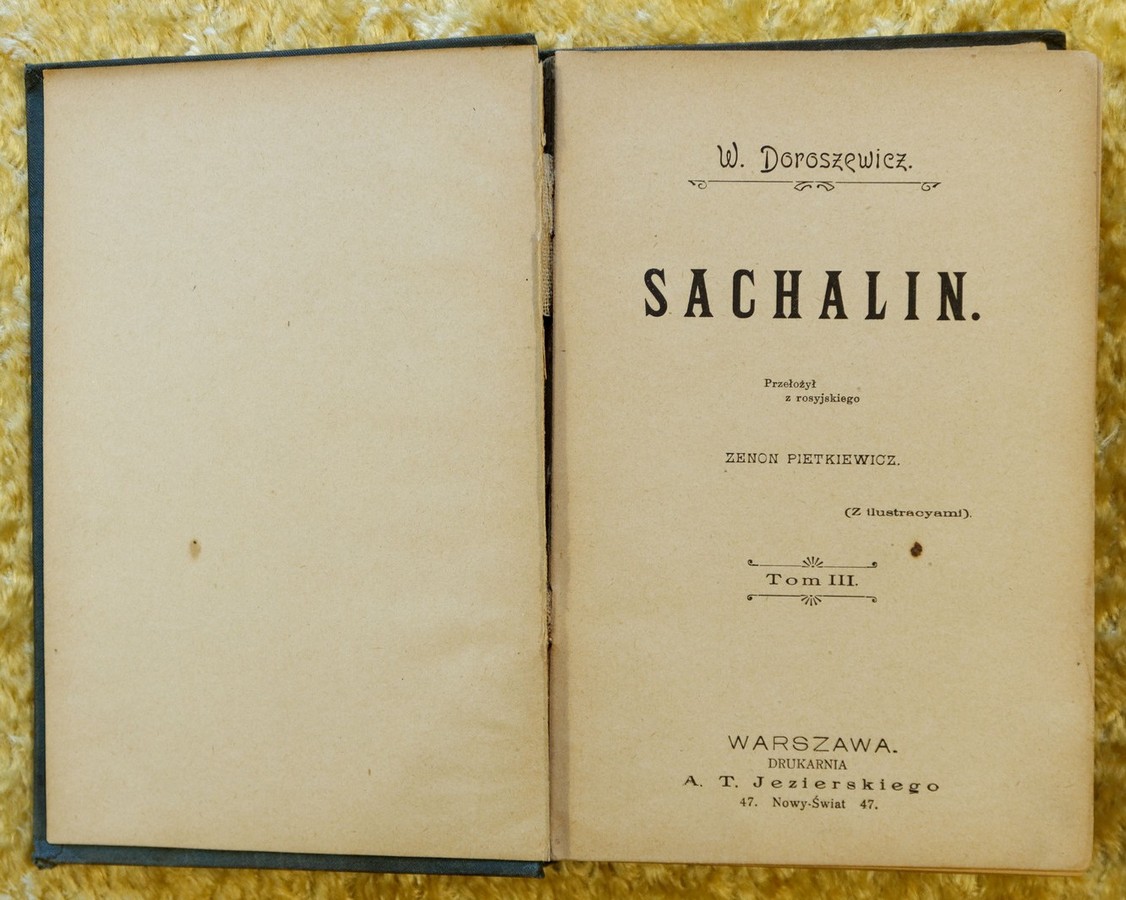 W. Doroszewicz.
SACHALIN.
Przełożył
z rosyjskiego
ZENON PIETKIEWICZ.
(Z ilustracyami).
Tom III.
WARSZAWA.
DRUKARNIA
A. T. Jezierskiego
47. Nowy-Świat 47.